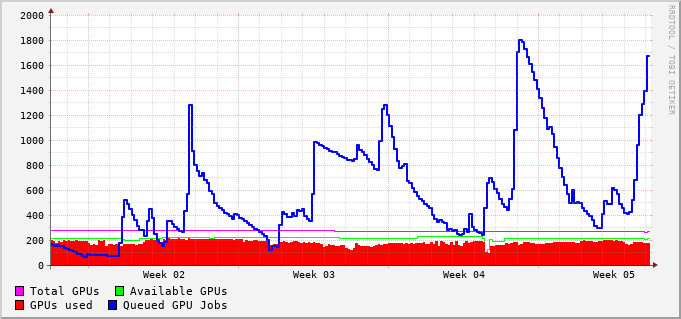 2000
1800
1600
1400
1200
1000
800
600
400
200
0
Week 02 Week 03 Week 04 Week 05
Total GPUs Available GPUs
GPUs used Queued GPU Jobs
RRDTOOL / TOBI OETIKER